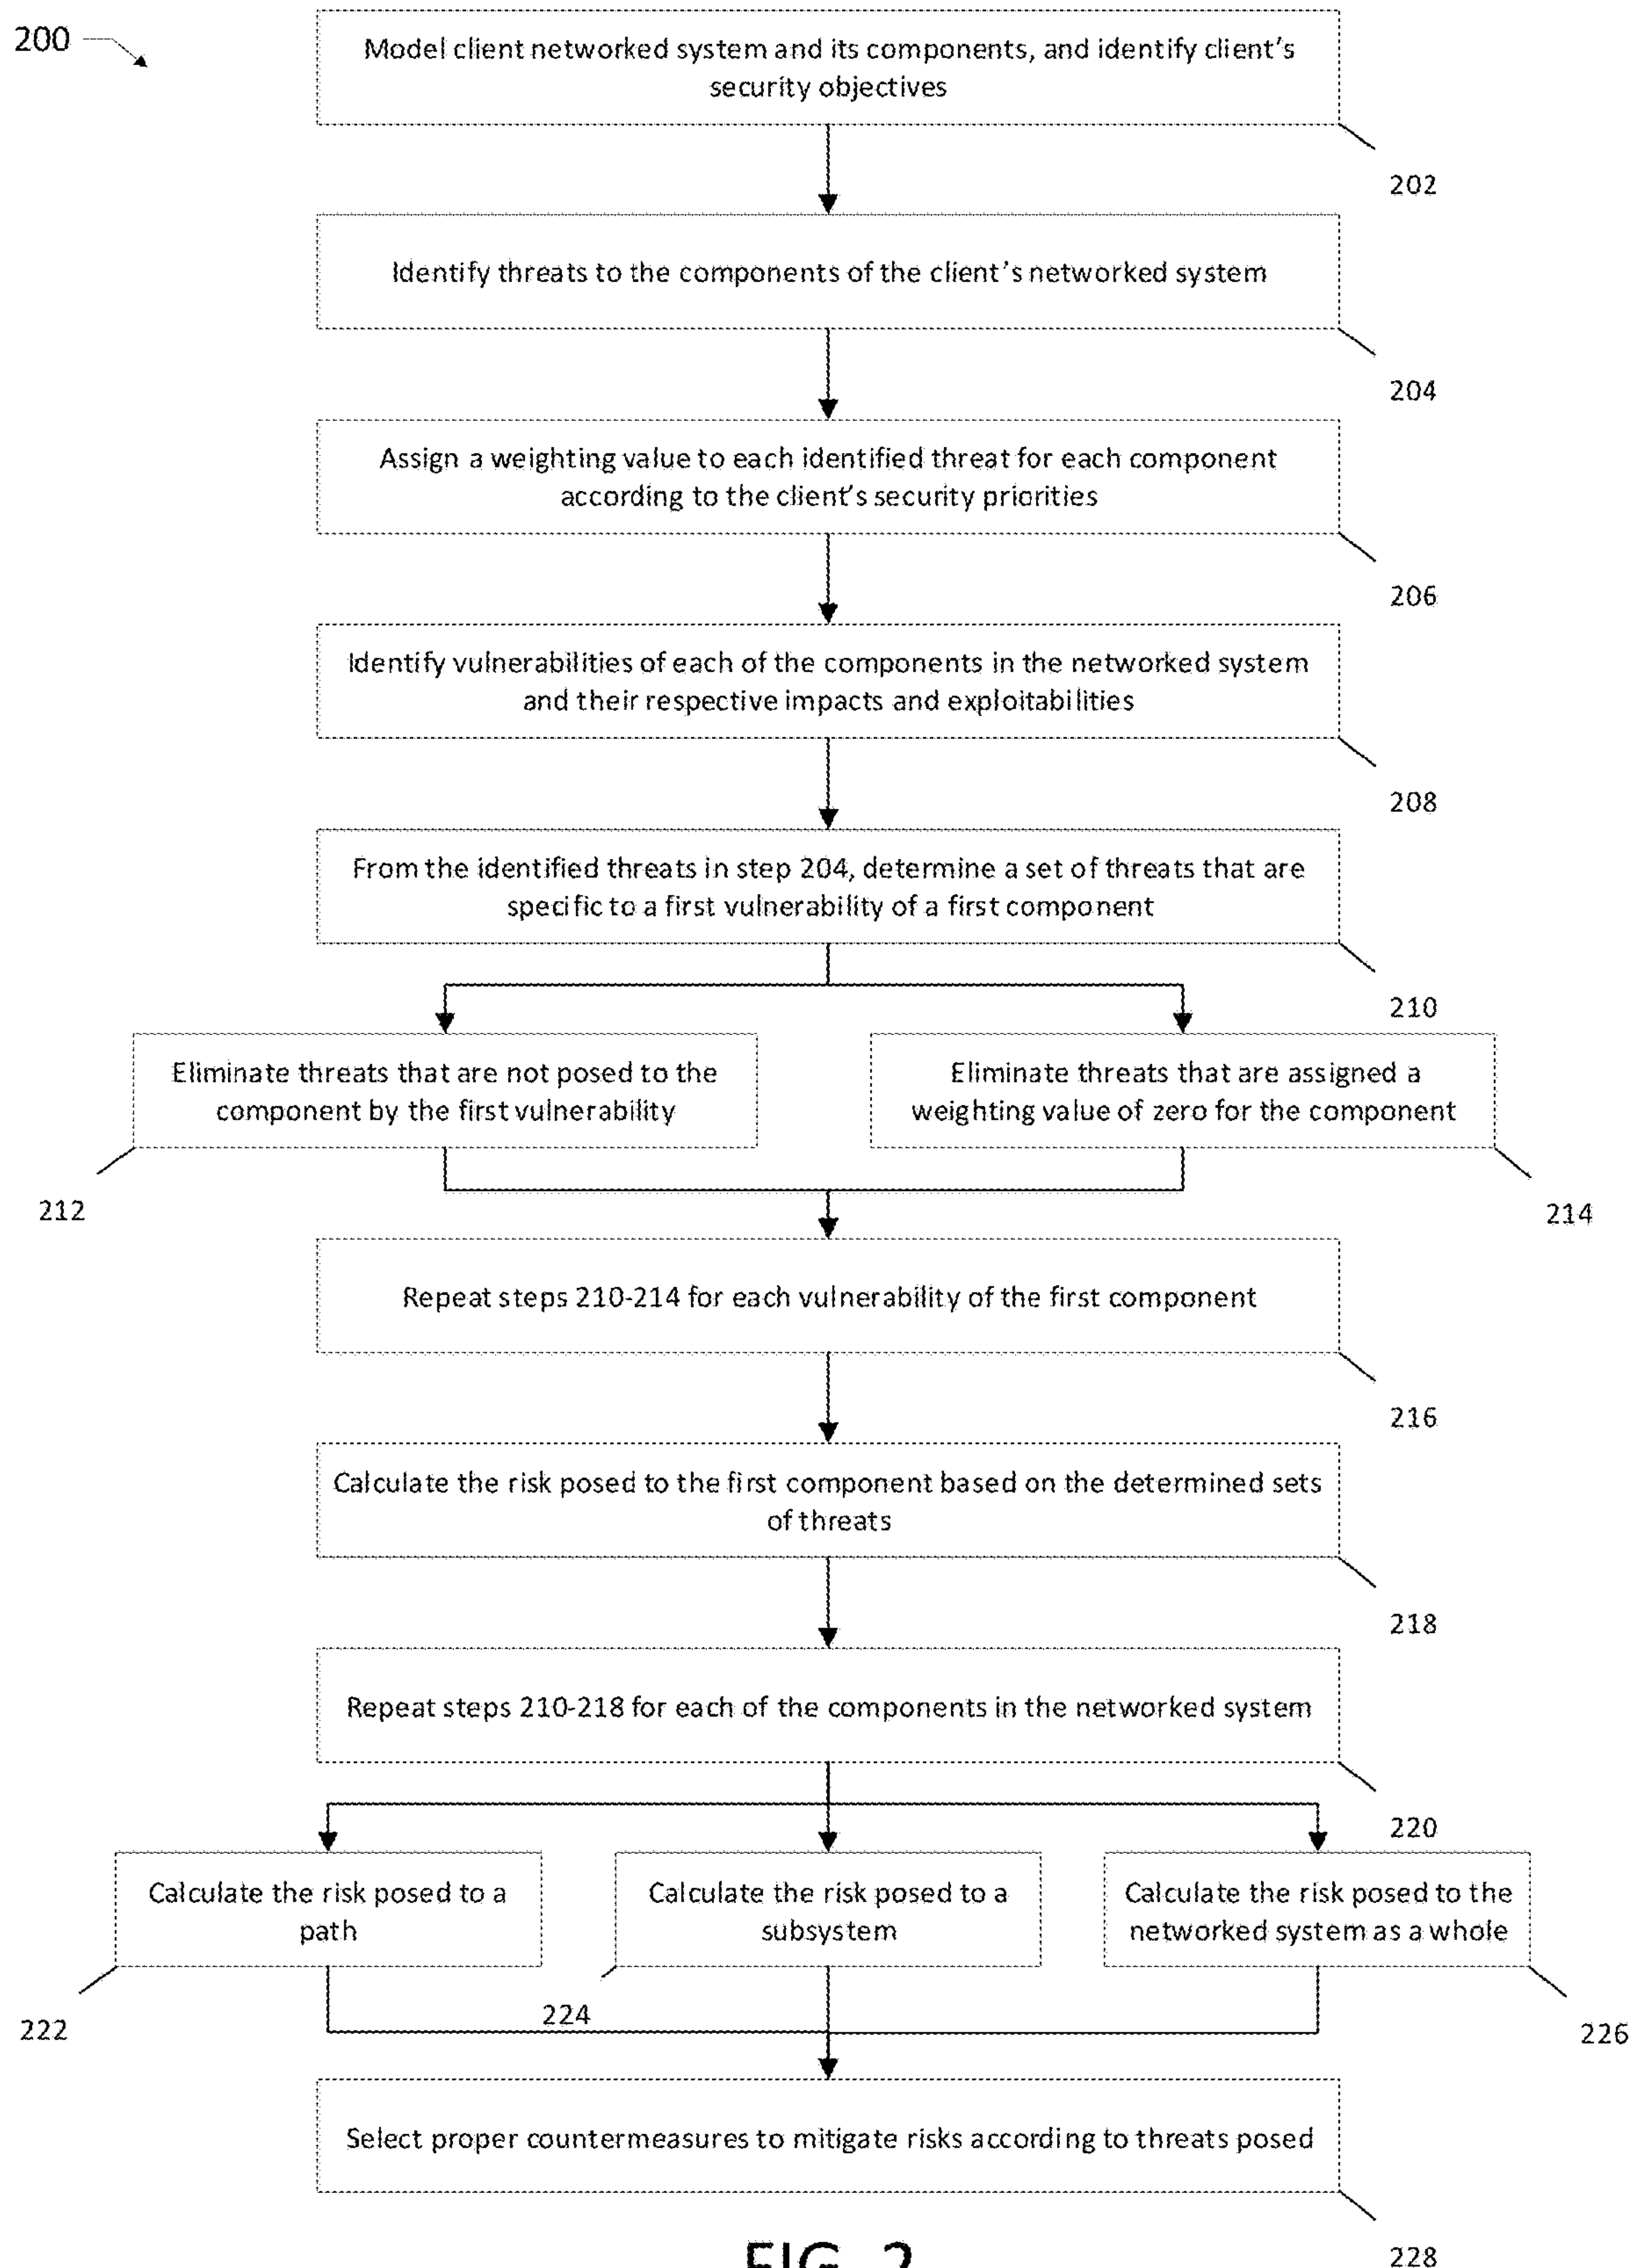 200
Model client networked system and its components, and identify client's
security objectives
202
Identify threats to the components of the client's networked system
204
Assign a weighting value to each identified threat for each component
according to the client's security priorities
206
Identify vulnerabilities of each of the components in the networked system
and their respective impacts and exploitabilities
208
From the identified threats in step 204, determine a set of threats that are
specific to a first vulnerability of a first component
210
Eliminate threats that are not posed to the
component by the first vulnerability
212
Eliminate threats that are assigned a
weighting value of zero for the component
214
Repeat steps 210-214 for each vulnerability of the first component
216
Calculate the risk posed to the first component based on the determined sets
of threats
218
Repeat steps 210-218 for each of the components in the networked system
220
Calculate the risk posed to a
path
222
Calculate the risk posed to a
subsystem
224
Calculate the risk posed to the
networked system as a whole
226
Select proper countermeasures to mitigate risks according to threats posed
228
FIG. 2